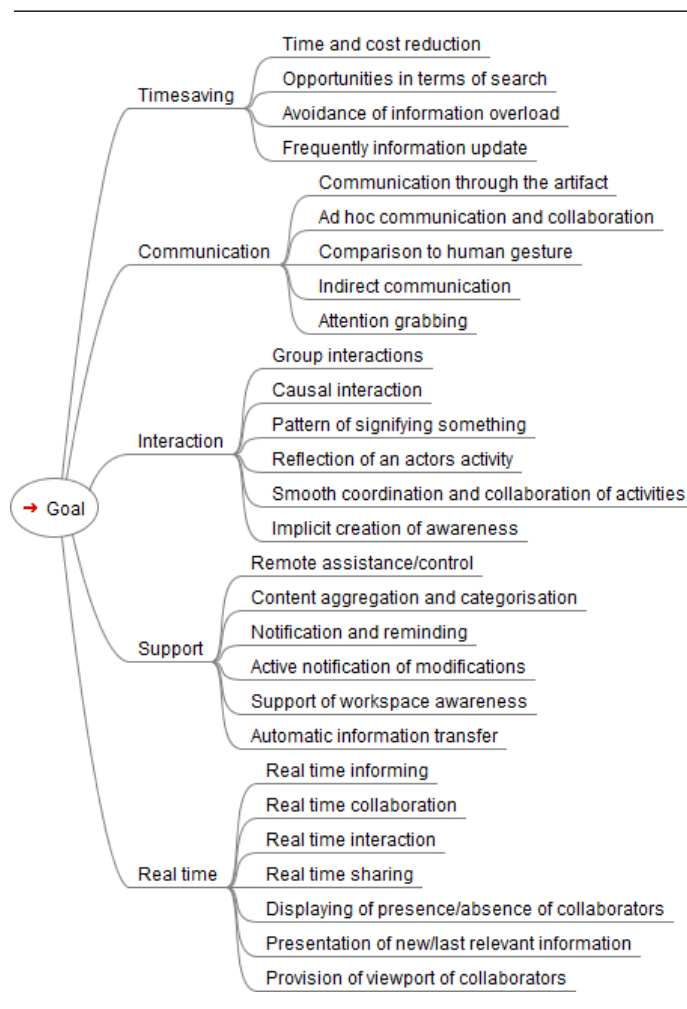 Time and cost reduction
Opportunities in terms of search
Timesaving
Avoidance of information overload
Frequently information update
Communication through the artifact
Ad hoc communication and collaboration
Communication
Comparison to human gesture
Indirect communication
Attention grabbing
Group interactions
Causal interaction
Pattern of signifying something
Interaction
Reflection of an actors activity
Smooth coordination and collaboration of activities
Implicit creation of awareness
Goal
Remote assistance/control
Content aggregation and categorisation
Notification and reminding
Support
Active notification of modifications
Support of workspace awareness
Automatic information transfer
Real time informing
Real time collaboration
Real time interaction
Real time
Real time sharing
Displaying of presence/absence of collaborators
Presentation of new/last relevant information
Provision of viewport of collaborators